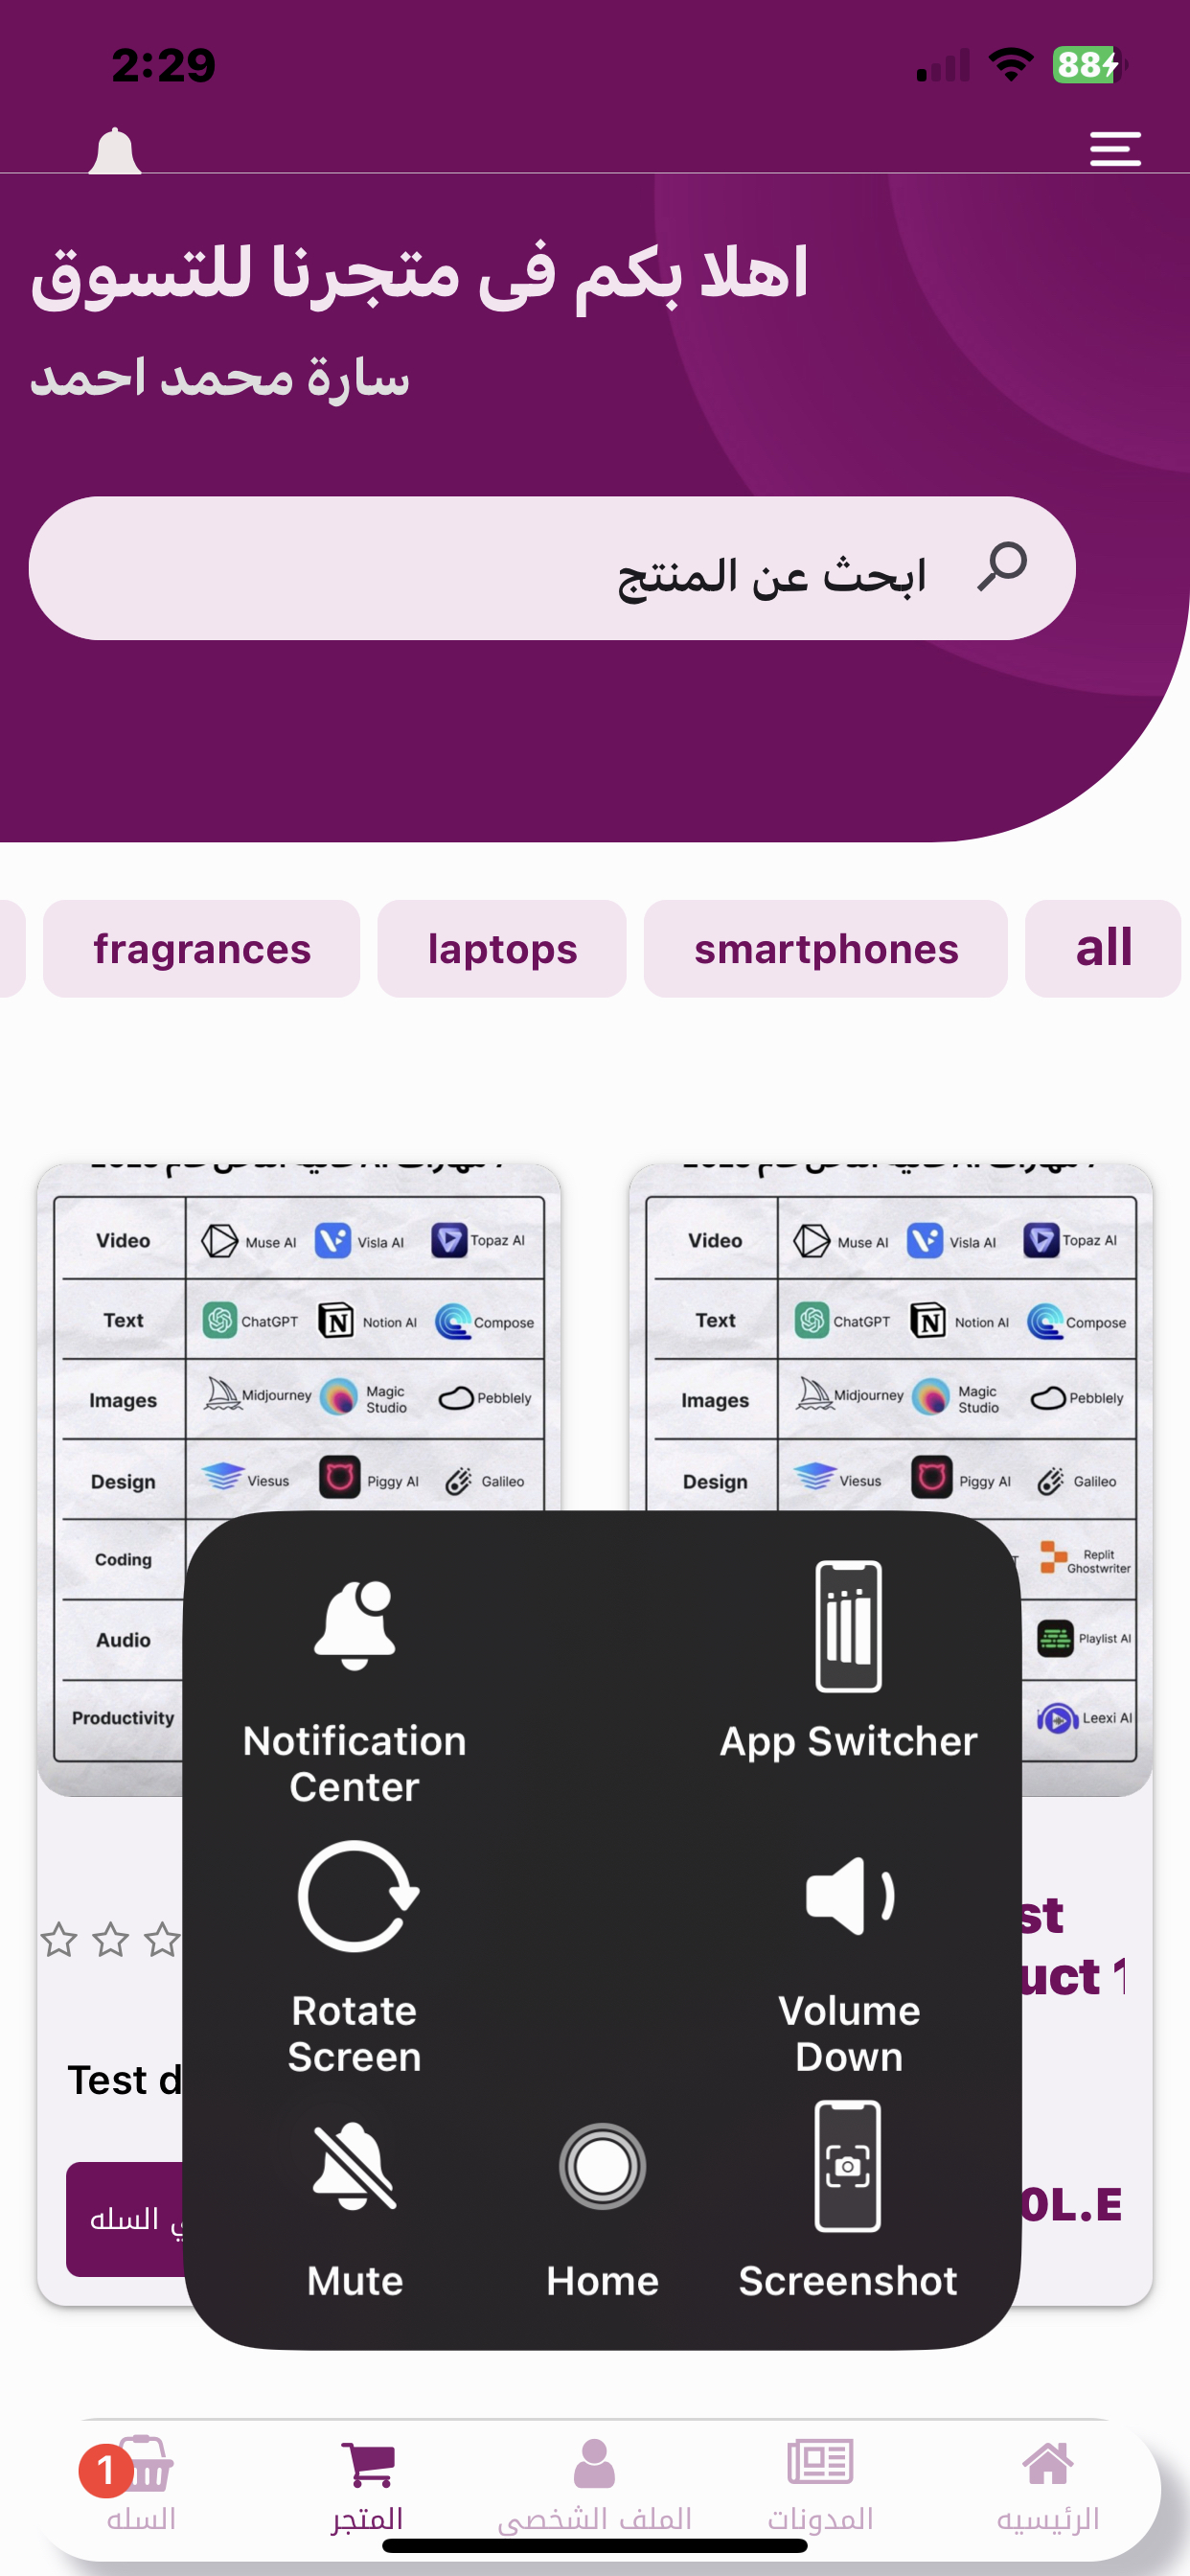 2:29
88
اهلا بكم فى متجرنا للتسوق
سارة محمد احمد
ابحث عن المنتج
all
smartphones
laptops
fragrances
Video Muse AI Visla AI Topaz AI
Text ChatGPT Notion AI Compose
Images Midjourney Magic Studio Pebblely
Design Viesus Piggy AI Galileo
Coding
Audio
Productivity
Video Muse AI Visla AI Topaz AI
Text ChatGPT Notion AI Compose
Images Midjourney Magic Studio Pebblely
Design Viesus Piggy AI Galileo
Replit Ghostwriter
Playlist AI
Leexi AI
Notification
Center
App Switcher
Rotate
Screen
Volume
Down
Mute
Home
Screenshot
st
uct 1
Test d
السله
0L.E
1
الرئيسيه
المدونات
الملف الشخصى
المتجر
السله